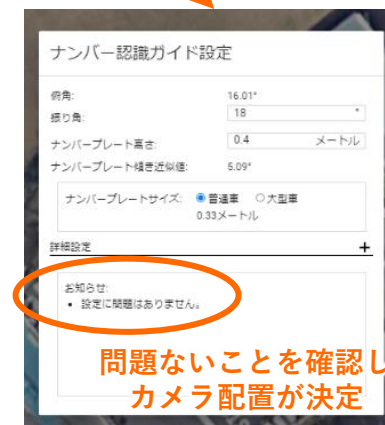 ナンバー認識ガイド設定
俯角: 16.01°
振り角: 18 °
ナンバープレート高さ: 0.4 メートル
ナンバープレート傾き近似値: 5.09°
ナンバープレートサイズ: 普通車 大型車
0.33メートル
詳細設定 +
お知らせ:
• 設定に問題はありません。
問題ないことを確認し
カメラ配置が決定